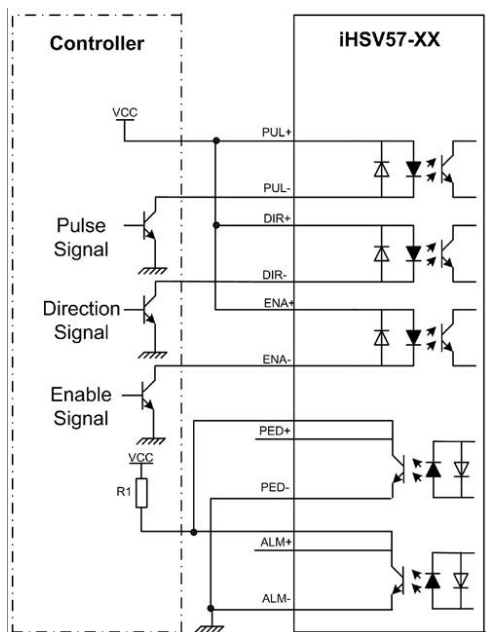 Controller
iHSV57-XX
VCC
PUL+
PUL-
Pulse
Signal
DIR+
DIR-
Direction
Signal
ENA+
ENA-
Enable
Signal
PED+
VCC
R1
PED-
ALM+
ALM-